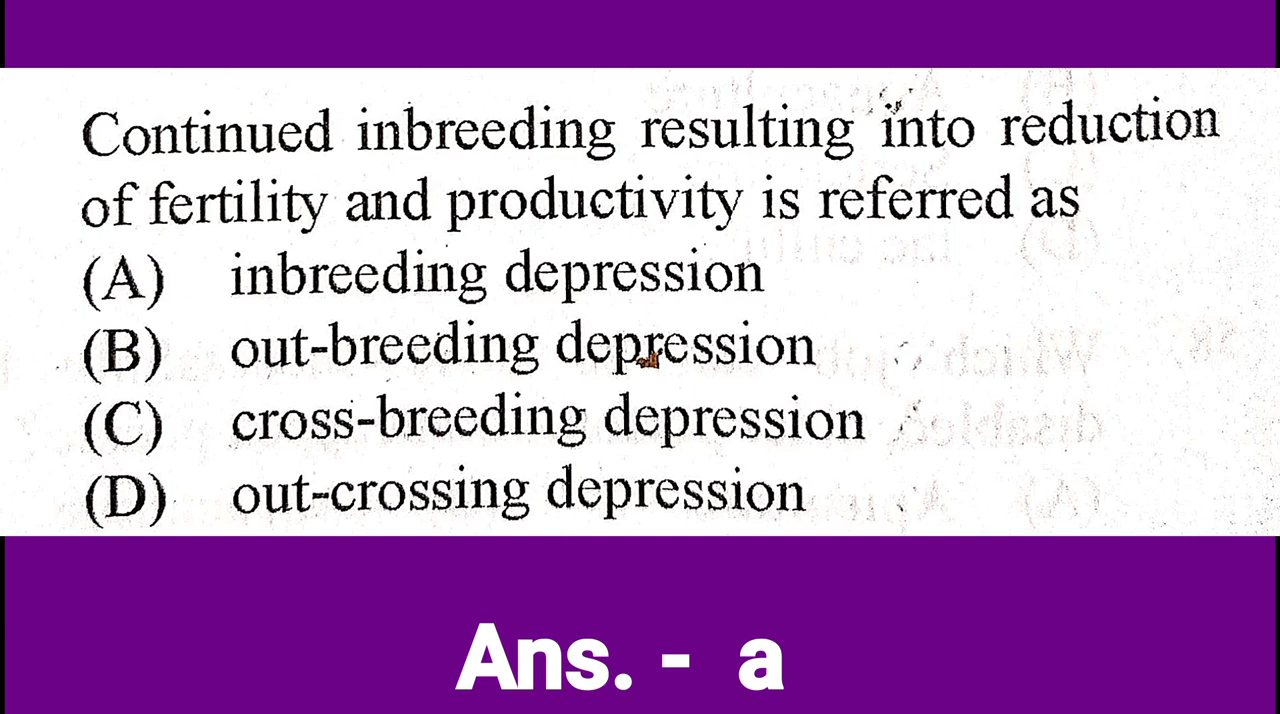 Continued inbreeding resulting into reduction
of fertility and productivity is referred as
(A) inbreeding depression
(B) out-breeding depression
(C) cross-breeding depression
(D) out-crossing depression
Ans. - a